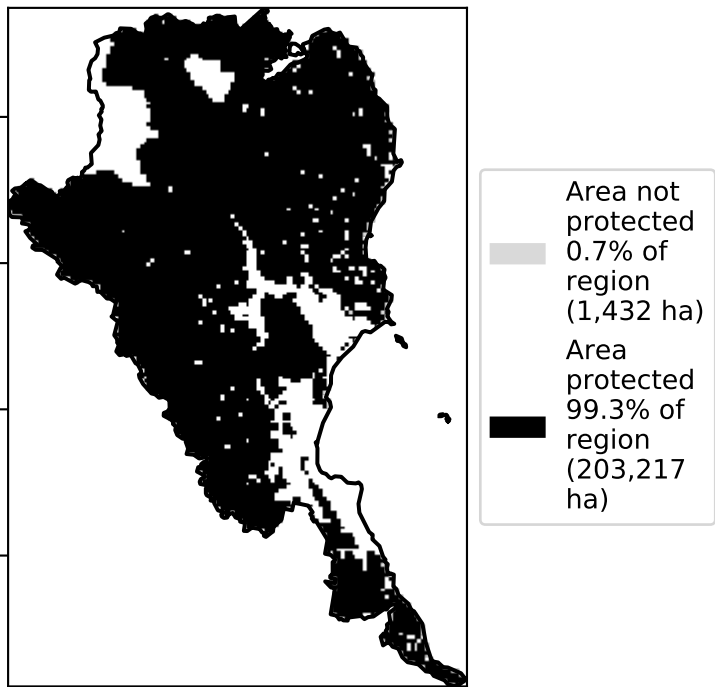 Area not
protected
0.7% of
region
(1,432 ha)
Area
protected
99.3% of
region
(203,217
ha)